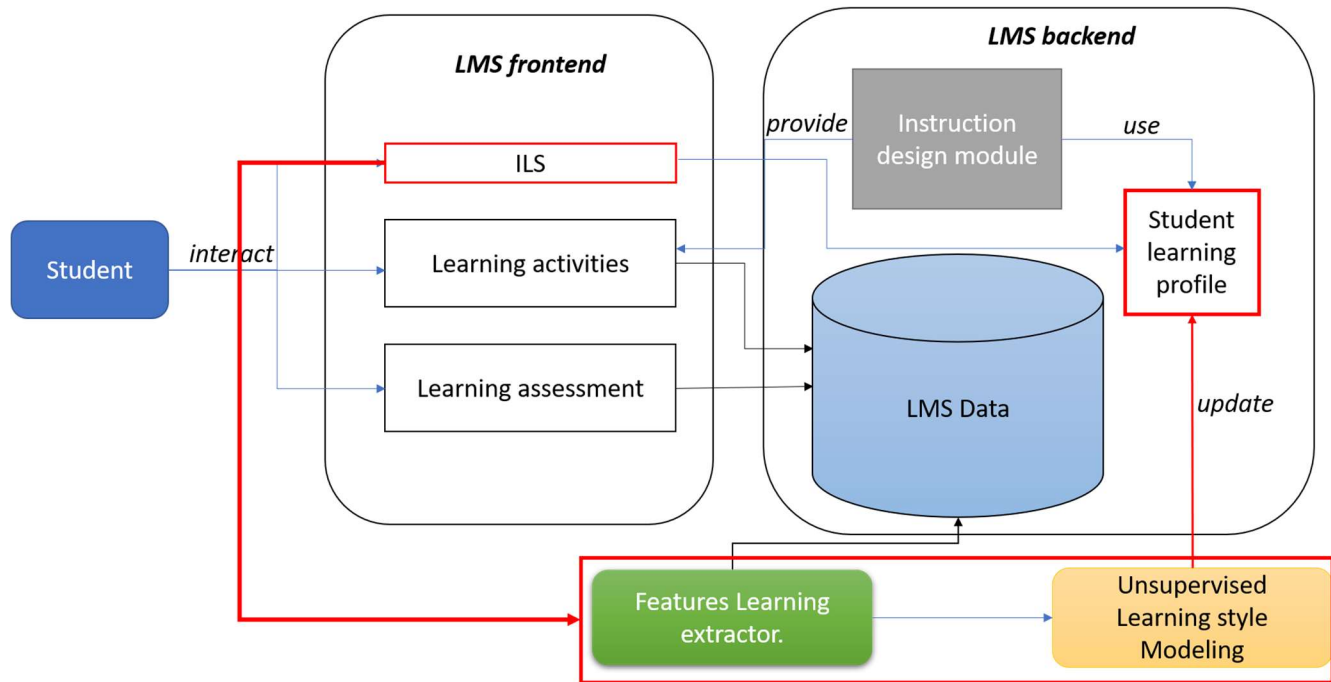 LMS frontend
LMS backend
provide
Instruction
design module
use
ILS
Student
interact
Learning activities
Student
learning
profile
Learning assessment
LMS Data
update
Features Learning
extractor.
Unsupervised
Learning style
Modeling